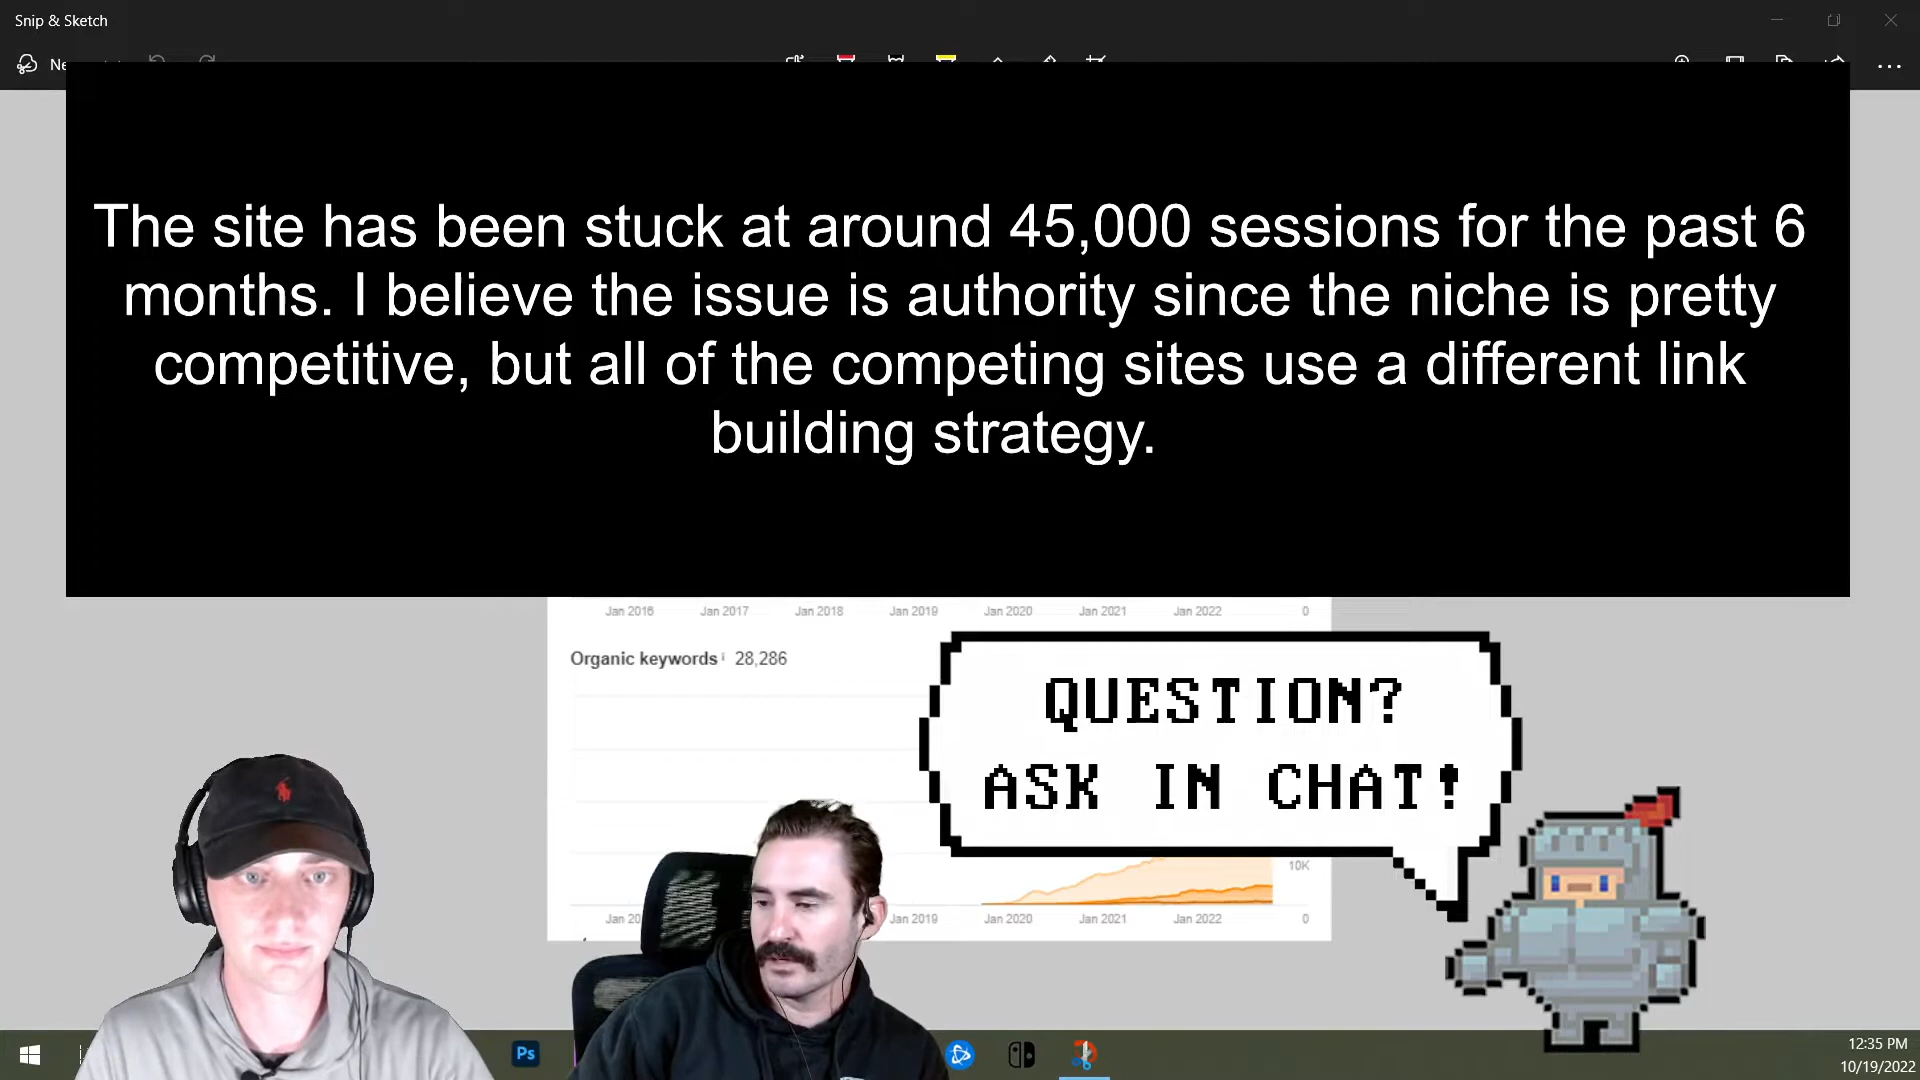 Snip & Sketch
Ne
The site has been stuck at around 45,000 sessions for the past 6
months. I believe the issue is authority since the niche is pretty
competitive, but all of the competing sites use a different link
building strategy.
Jan 2016 Jan 2017 Jan 2018 Jan 2019 Jan 2020 Jan 2021 Jan 2022 0
Organic keywords i 28,286
QUESTION?
ASK IN CHAT!
10K
Jan 20 Jan 2019 Jan 2020 Jan 2021 Jan 2022 0
Ps
12:35 PM
10/19/2022